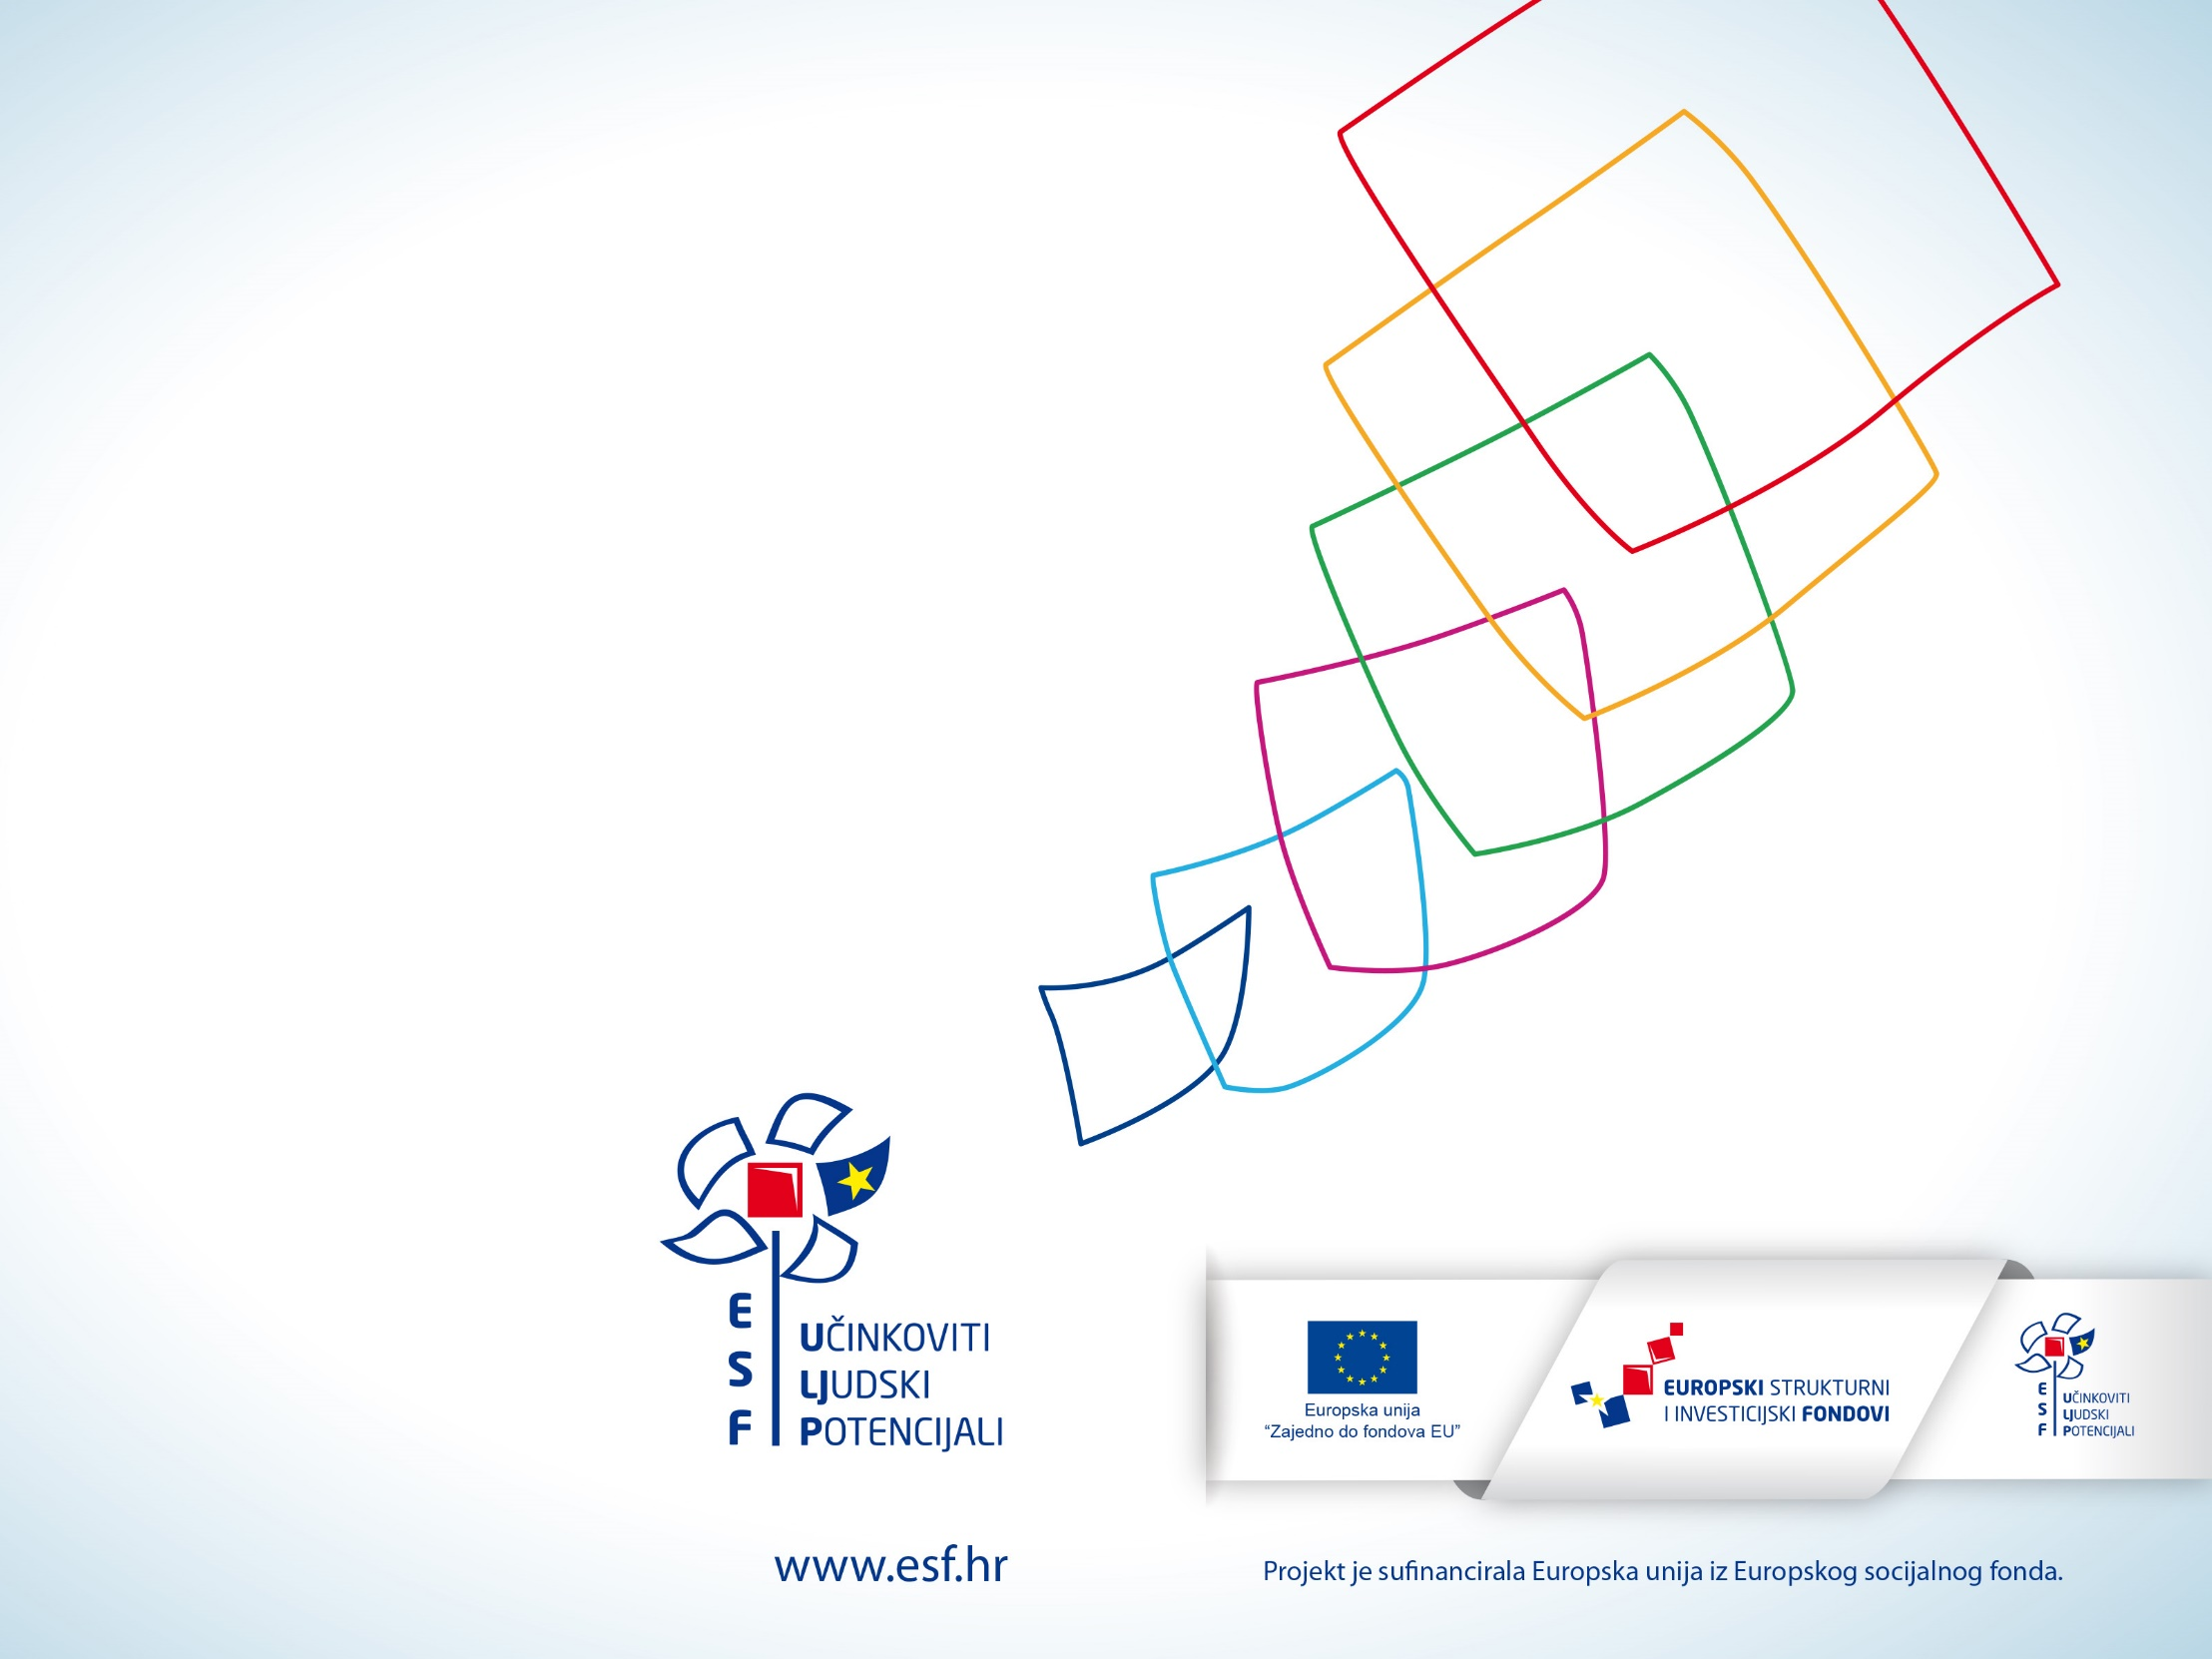 E
S
F
UČINKOVITI
LJUDSKI
POTENCIJALI
www.esf.hr
Europska unija
“Zajedno do fondova EU”
EUROPSKI STRUKTURNI
I INVESTICIJSKI FONDOVI
E
S
F
UČINKOVITI
LJUDSKI
POTENCIJALI
Projekt je sufinancirala Europska unija iz Europskog socijalnog fonda.